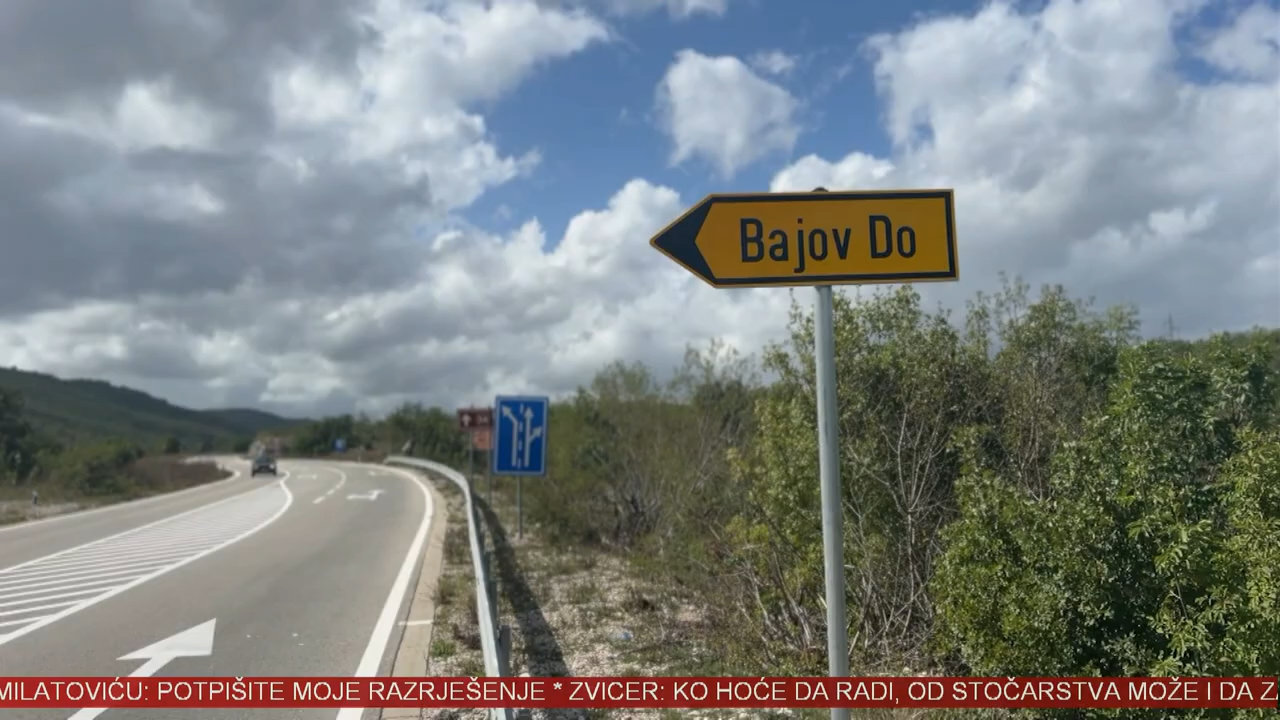 Bajov Do
MILATOVIĆU: POTPIŠITE MOJE RAZRJEŠENJE * ZVICER: KO HOĆE DA RADI, OD STOČARSTVA MOŽE I DA Z